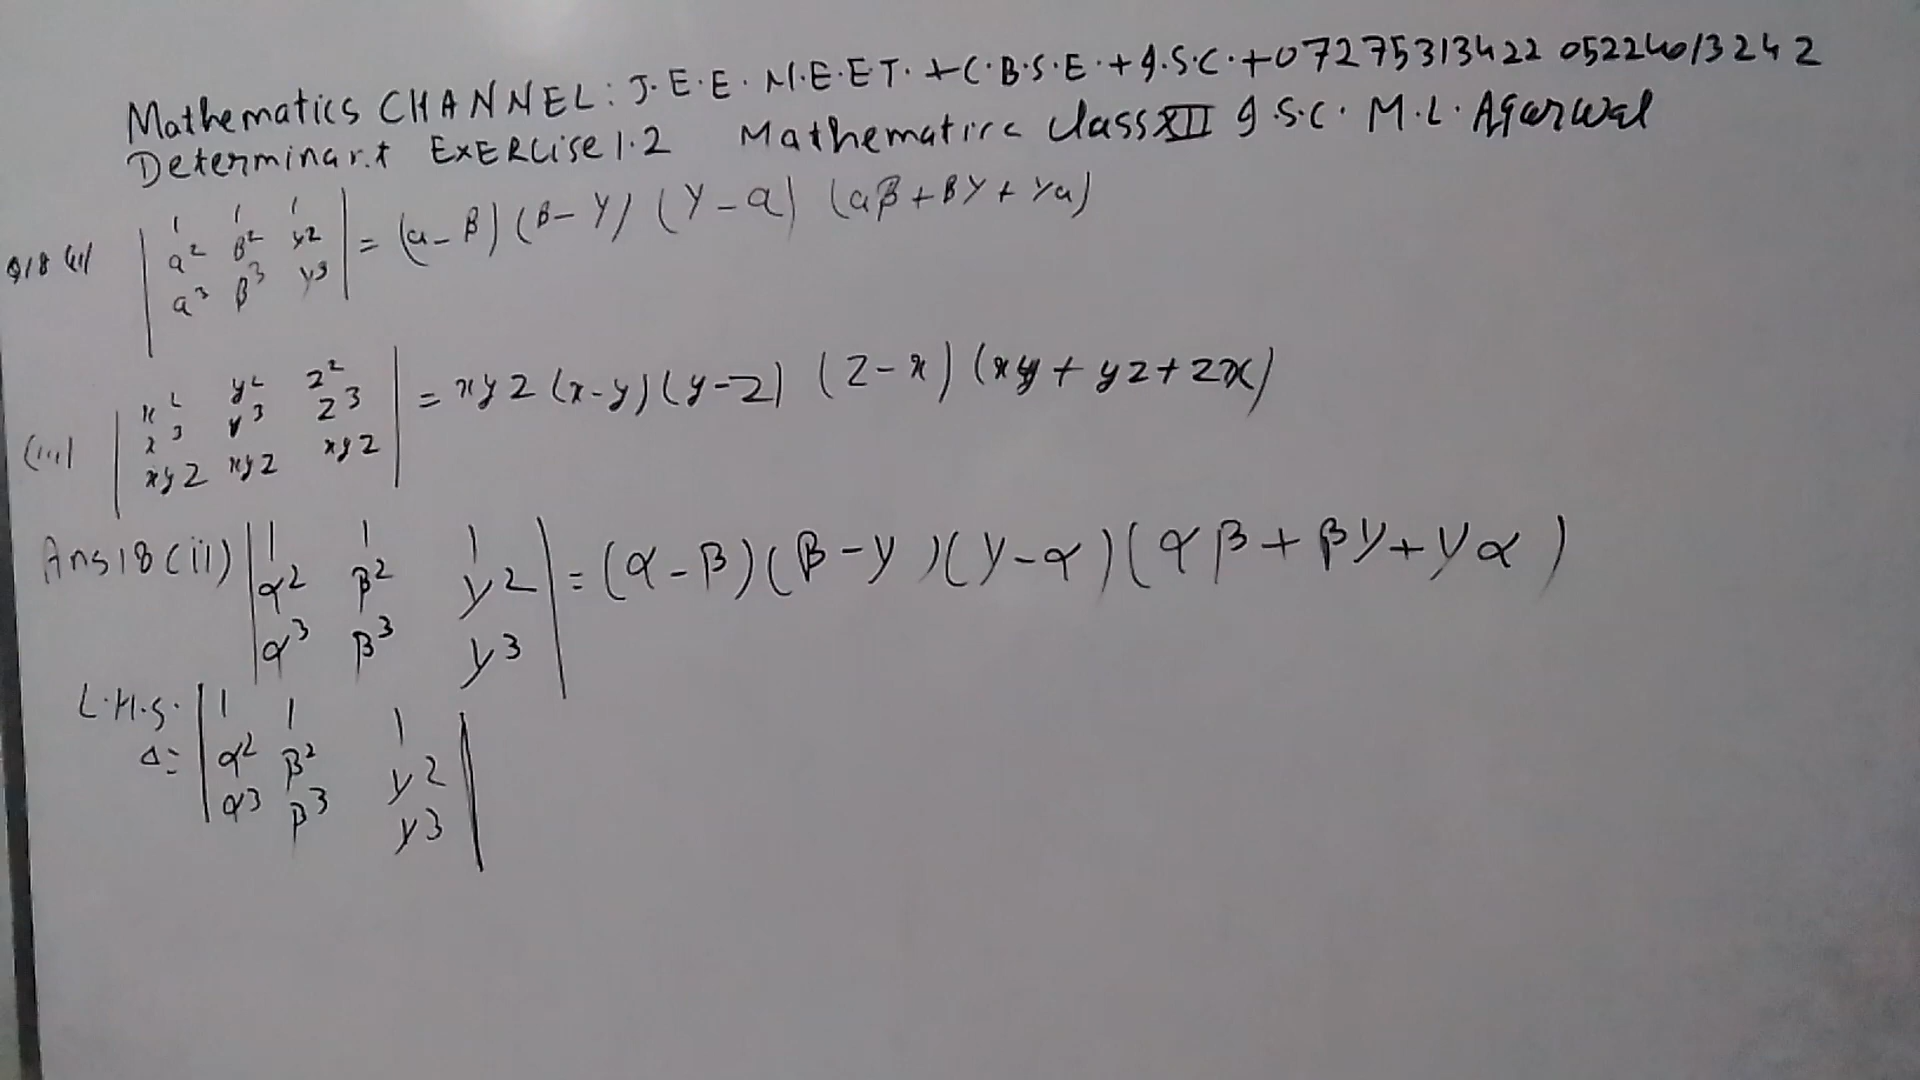 Mathematics CHANNEL: J.E.E. N.E.E.T. + C.B.S.E. + I.S.C. + 07275313422 05224013242
Determinant EXERCise 1.2 Mathematics Class XII I.S.C. M.L. Agarwal
Q18 (ii) | 1 1 1 | = (α-β) (β-γ) (γ-α) (αβ+βγ+γα)
α² β² γ²
α³ β³ γ³
(iii) | x² y² z² | = xyz (x-y) (y-z) (z-x) (xy+yz+zx)
x³ y³ z³
xyz xyz xyz
Ans 18 (ii) | 1 1 1 | = (α-β) (β-γ) (γ-α) (αβ+βγ+γα)
α² β² γ²
α³ β³ γ³
L.H.S. | 1 1 1 |
Δ= α² β² γ²
α³ β³ γ³